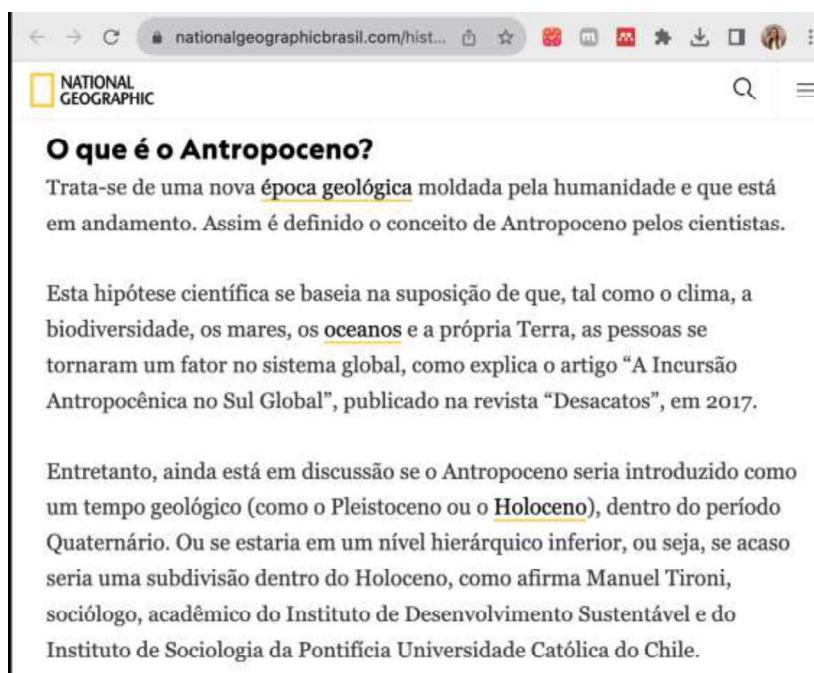 nationalgeographicbrasil.com/hist...
NATIONAL
GEOGRAPHIC
O que é o Antropoceno?
Trata-se de uma nova época geológica moldada pela humanidade e que está
em andamento. Assim é definido o conceito de Antropoceno pelos cientistas.
Esta hipótese científica se baseia na suposição de que, tal como o clima, a
biodiversidade, os mares, os oceanos e a própria Terra, as pessoas se
tornaram um fator no sistema global, como explica o artigo “A Incursão
Antropocênica no Sul Global”, publicado na revista “Desacatos”, em 2017.
Entretanto, ainda está em discussão se o Antropoceno seria introduzido como
um tempo geológico (como o Pleistoceno ou o Holoceno), dentro do período
Quaternário. Ou se estaria em um nível hierárquico inferior, ou seja, se acaso
seria uma subdivisão dentro do Holoceno, como afirma Manuel Tironi,
sociólogo, acadêmico do Instituto de Desenvolvimento Sustentável e do
Instituto de Sociologia da Pontifícia Universidade Católica do Chile.